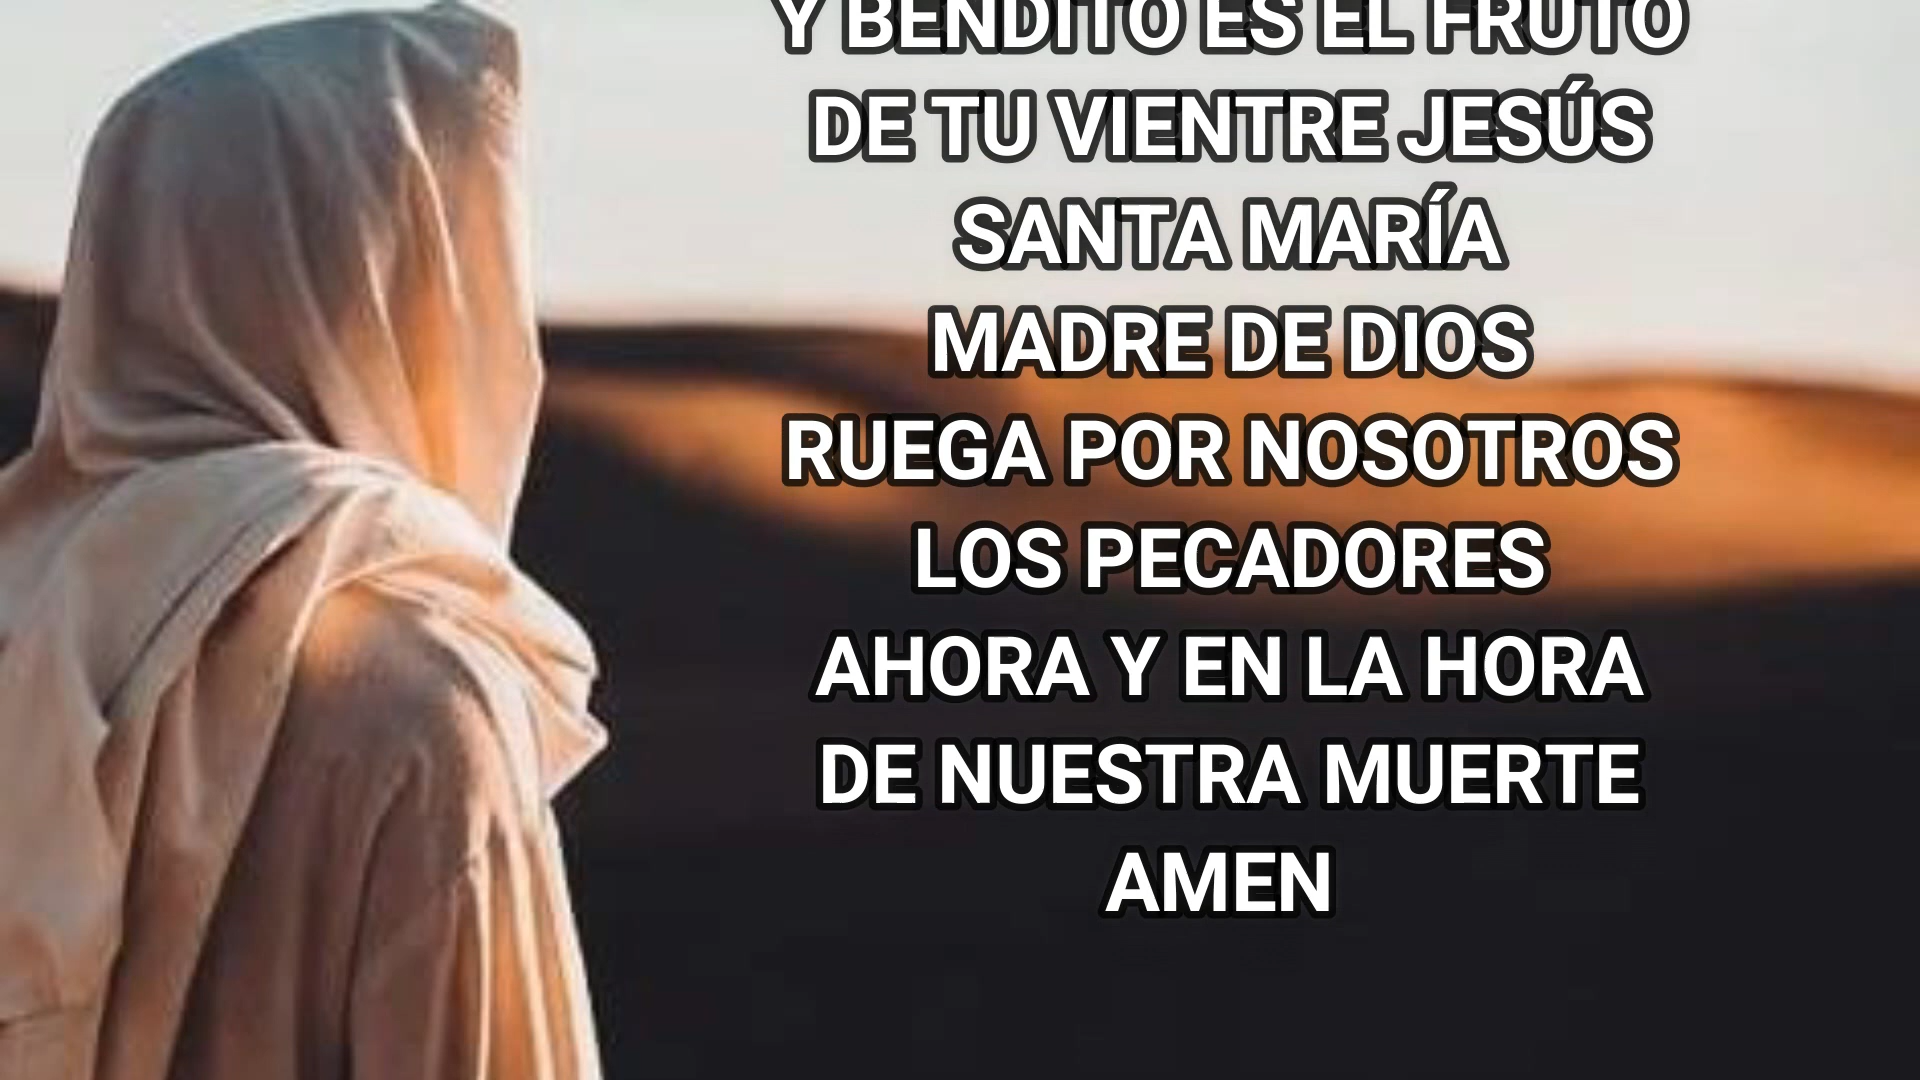 Y BENDITO ES EL FRUTO
DE TU VIENTRE JESÚS
SANTA MARÍA
MADRE DE DIOS
RUEGA POR NOSOTROS
LOS PECADORES
AHORA Y EN LA HORA
DE NUESTRA MUERTE
AMEN